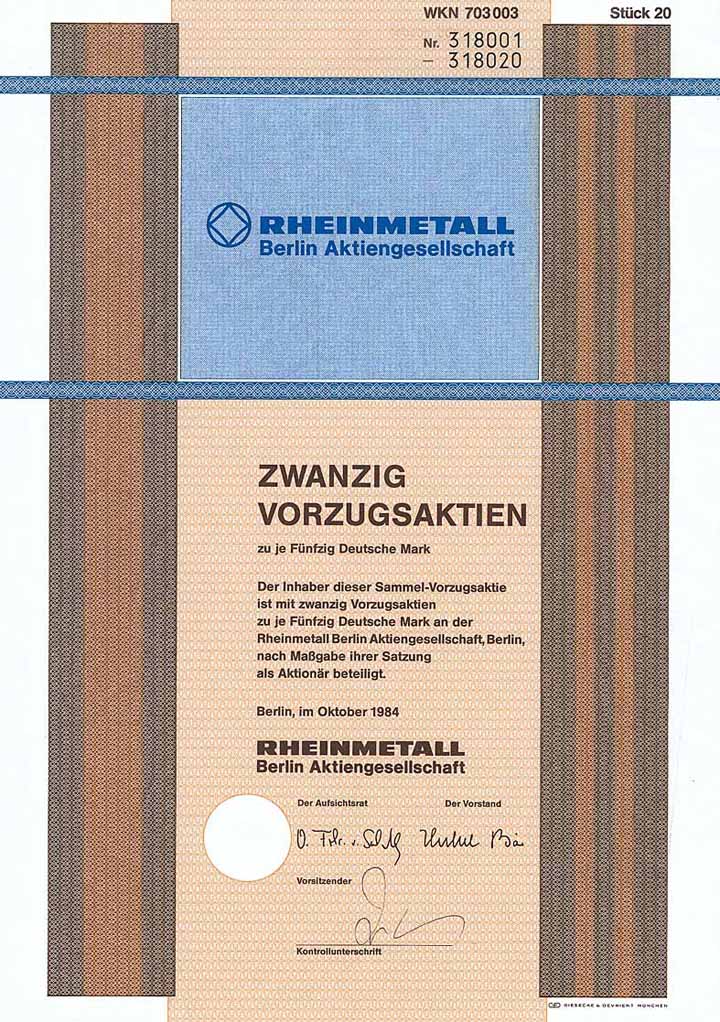 WKN 703 003 Stück 20
Nr. 318001
– 318020
RHEINMETALL
Berlin Aktiengesellschaft
ZWANZIG
VORZUGSAKTIEN
zu je Fünfzig Deutsche Mark
Der Inhaber dieser Sammel-Vorzugsaktie
ist mit zwanzig Vorzugsaktien
zu je Fünfzig Deutsche Mark an der
Rheinmetall Berlin Aktiengesellschaft, Berlin,
nach Maßgabe ihrer Satzung
als Aktionär beteiligt.
Berlin, im Oktober 1984
RHEINMETALL
Berlin Aktiengesellschaft
Der Aufsichtsrat Der Vorstand
Vorsitzender
Kontrollunterschrift
GIESECKE & DEVRIENT MÜNCHEN